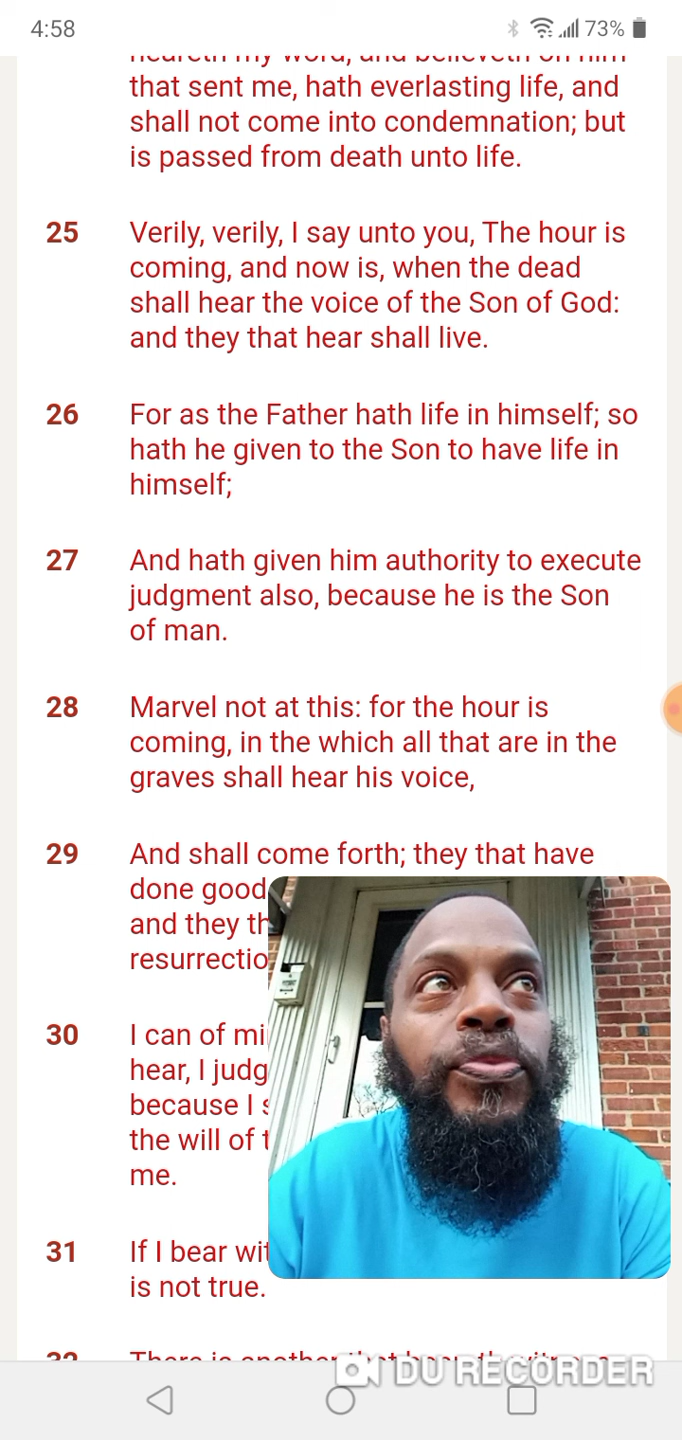 4:58 73%
that sent me, hath everlasting life, and
shall not come into condemnation; but
is passed from death unto life.
25 Verily, verily, I say unto you, The hour is
coming, and now is, when the dead
shall hear the voice of the Son of God:
and they that hear shall live.
26 For as the Father hath life in himself; so
hath he given to the Son to have life in
himself;
27 And hath given him authority to execute
judgment also, because he is the Son
of man.
28 Marvel not at this: for the hour is
coming, in the which all that are in the
graves shall hear his voice,
29 And shall come forth; they that have
done good
and they th
resurrectio
30 I can of mi
hear, I judg
because I s
the will of t
me.
31 If I bear wit
is not true.
DU RECORDER